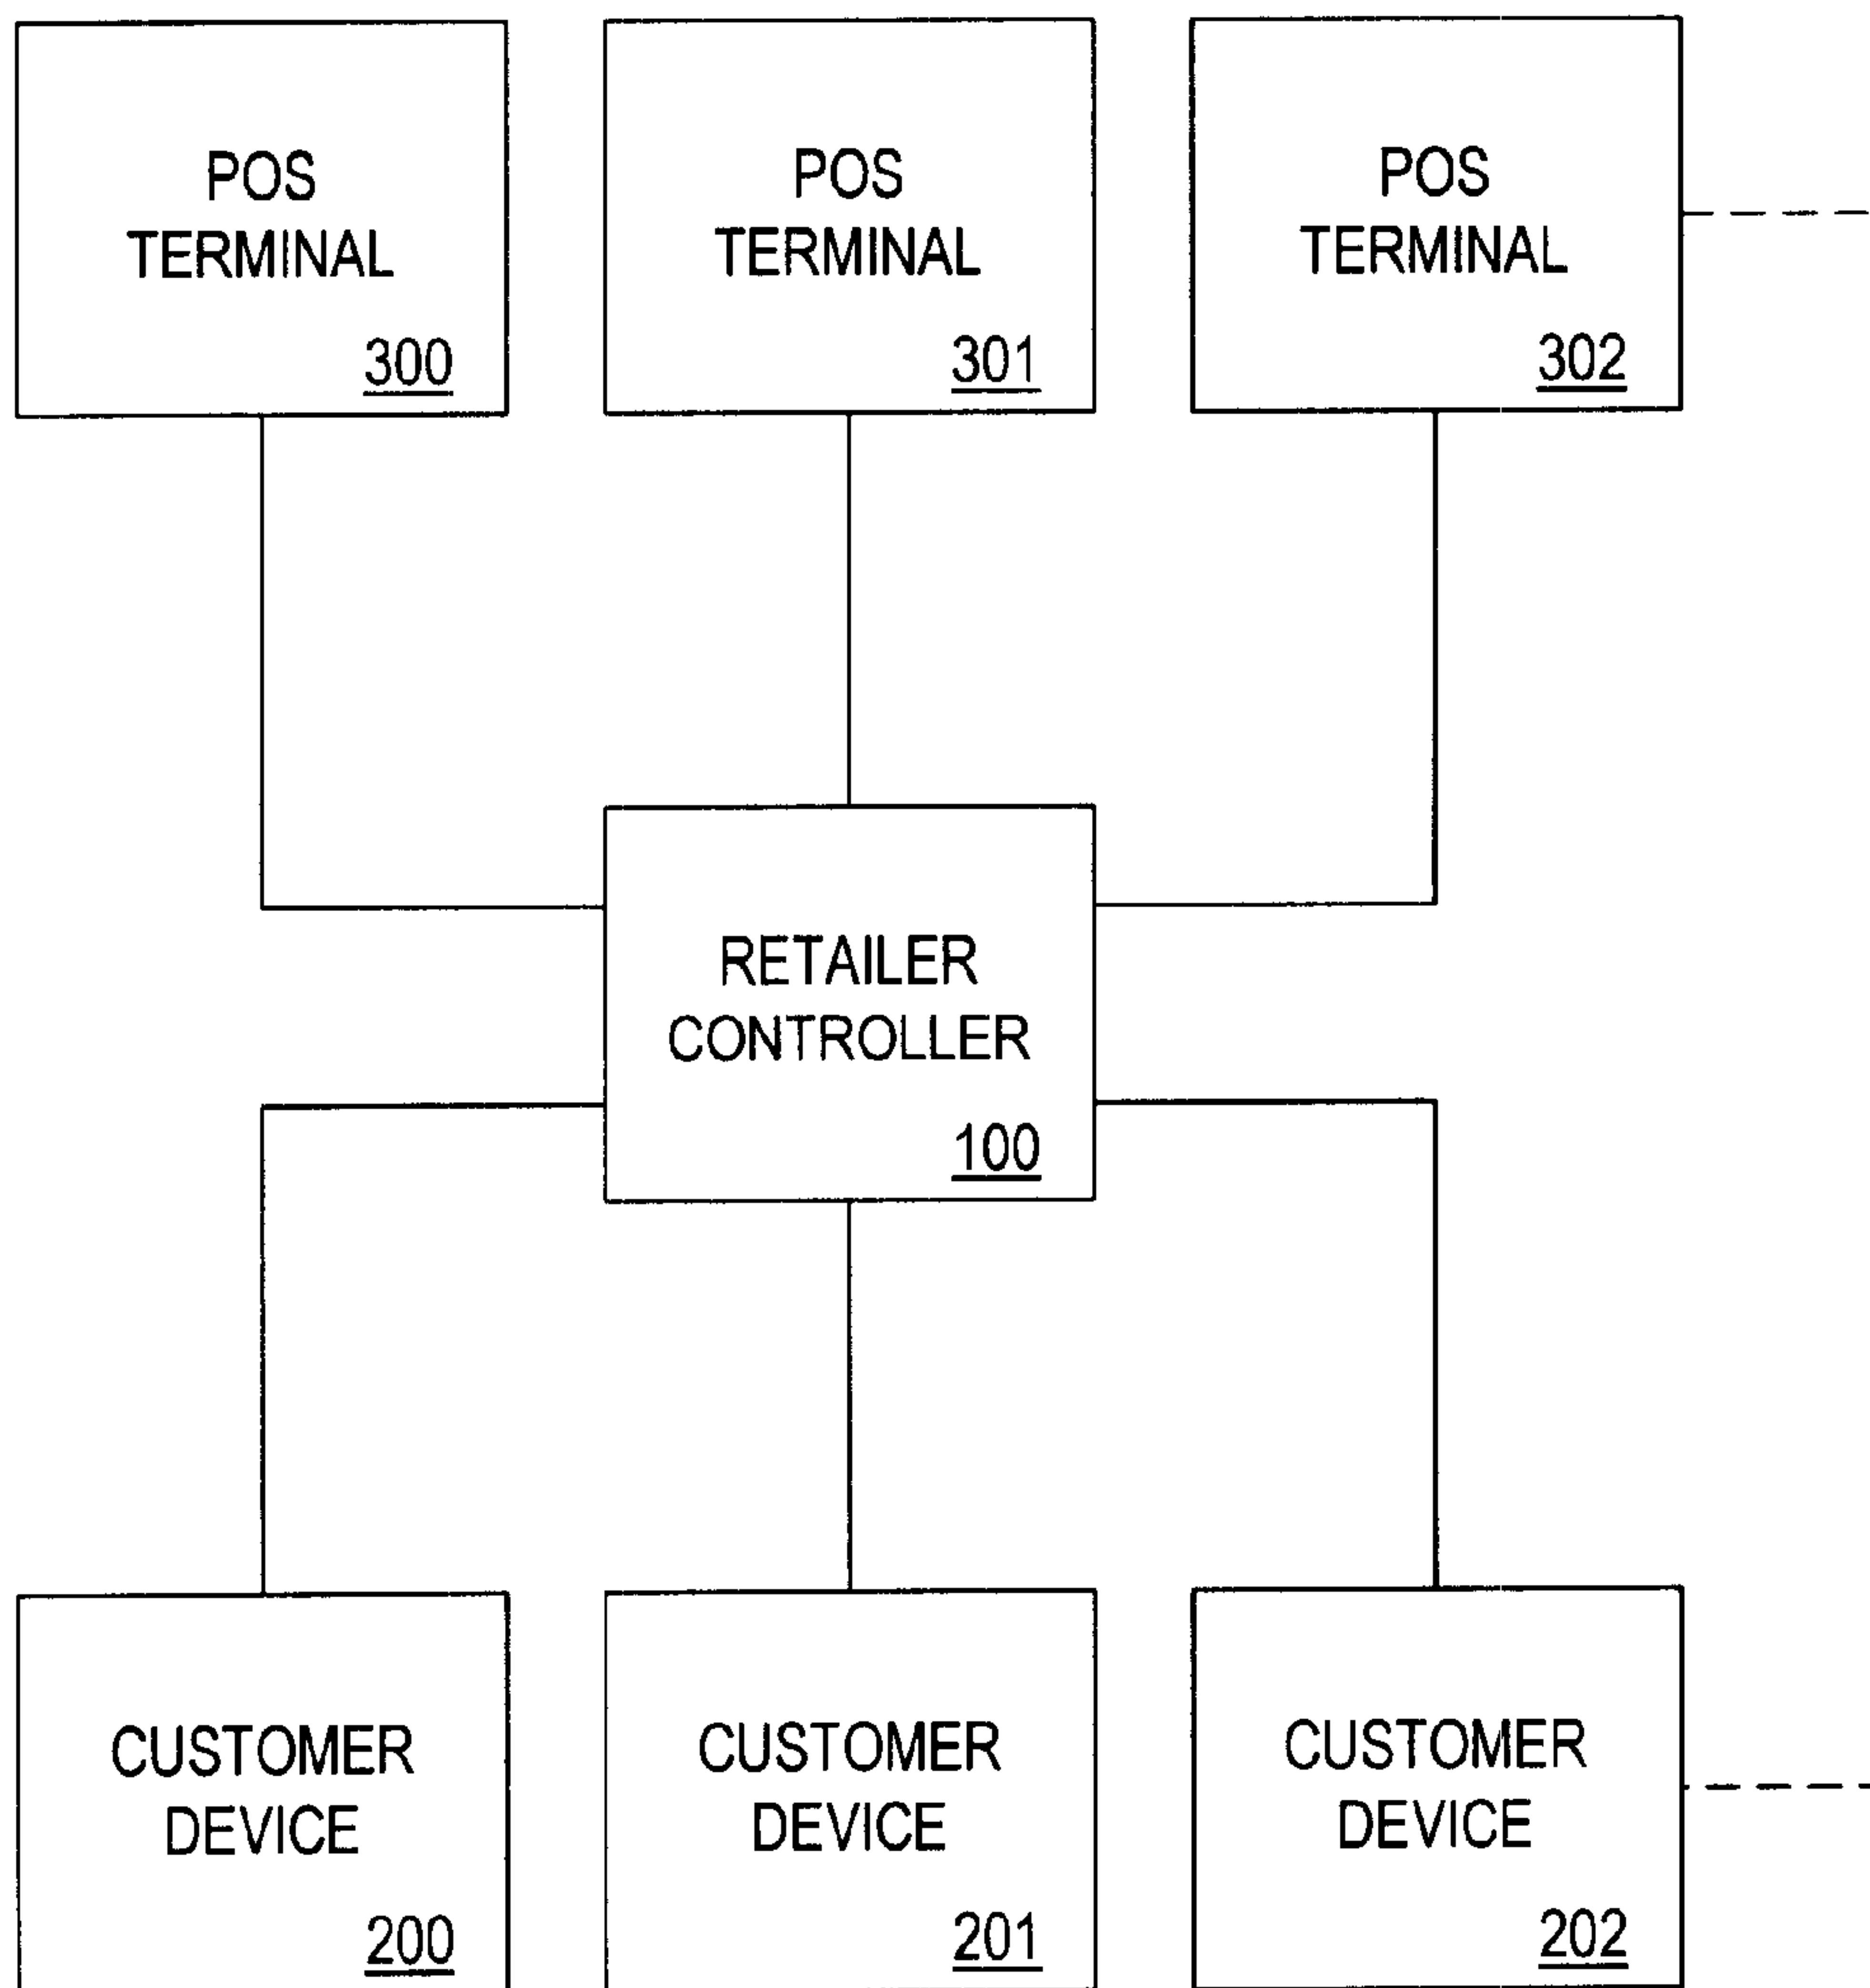 POS
TERMINAL
300
POS
TERMINAL
301
POS
TERMINAL
302
RETAILER
CONTROLLER
100
CUSTOMER
DEVICE
200
CUSTOMER
DEVICE
201
CUSTOMER
DEVICE
202